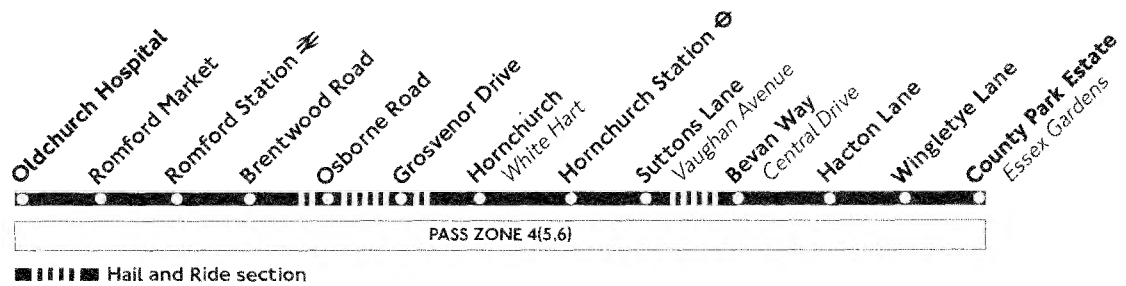 Oldchurch Hospital
Romford Market
Romford Station
Brentwood Road
Osborne Road
Grosvenor Drive
Hornchurch
White Hart
Hornchurch Station
Suttons Lane
Vaughan Avenue
Bevan Way
Central Drive
Hacton Lane
Wingletye Lane
County Park Estate
Essex Gardens
PASS ZONE 4(5,6)
Hail and Ride section